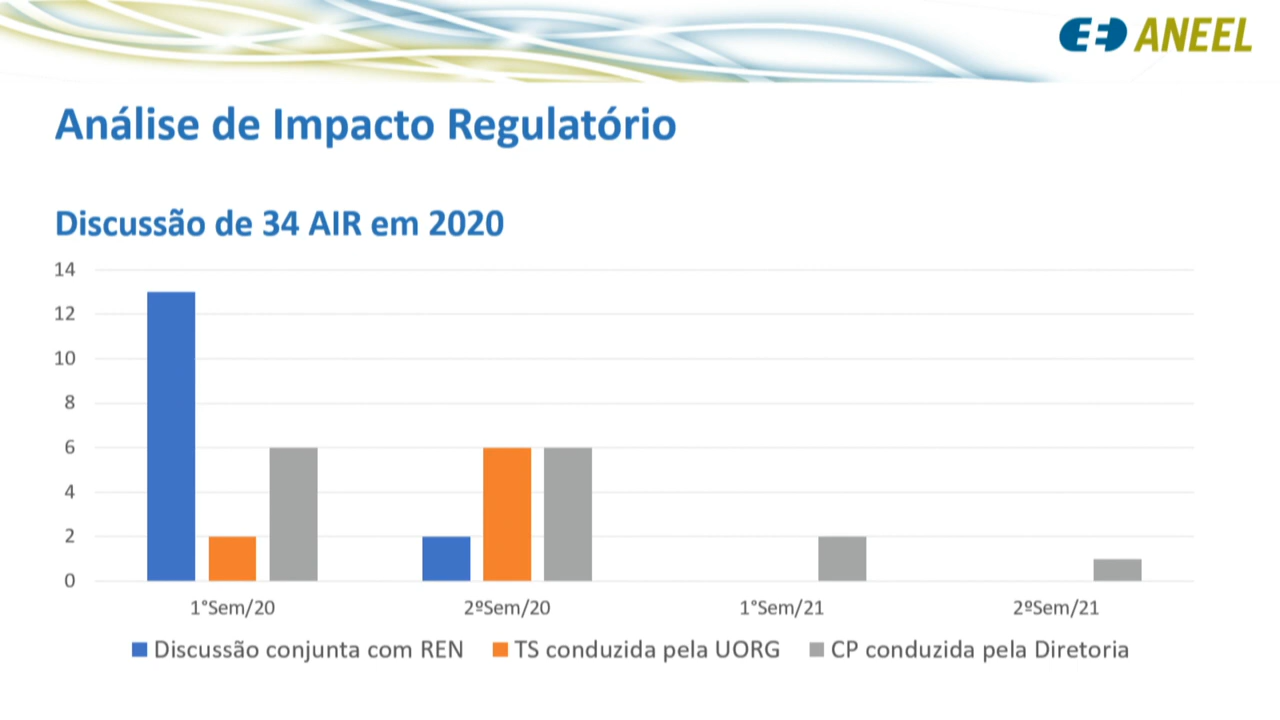 ANEEL
Análise de Impacto Regulatório
Discussão de 34 AIR em 2020
14
12
10
8
6
4
2
0
1°Sem/20 2ºSem/20 1°Sem/21 2ºSem/21
Discussão conjunta com REN TS conduzida pela UORG CP conduzida pela Diretoria